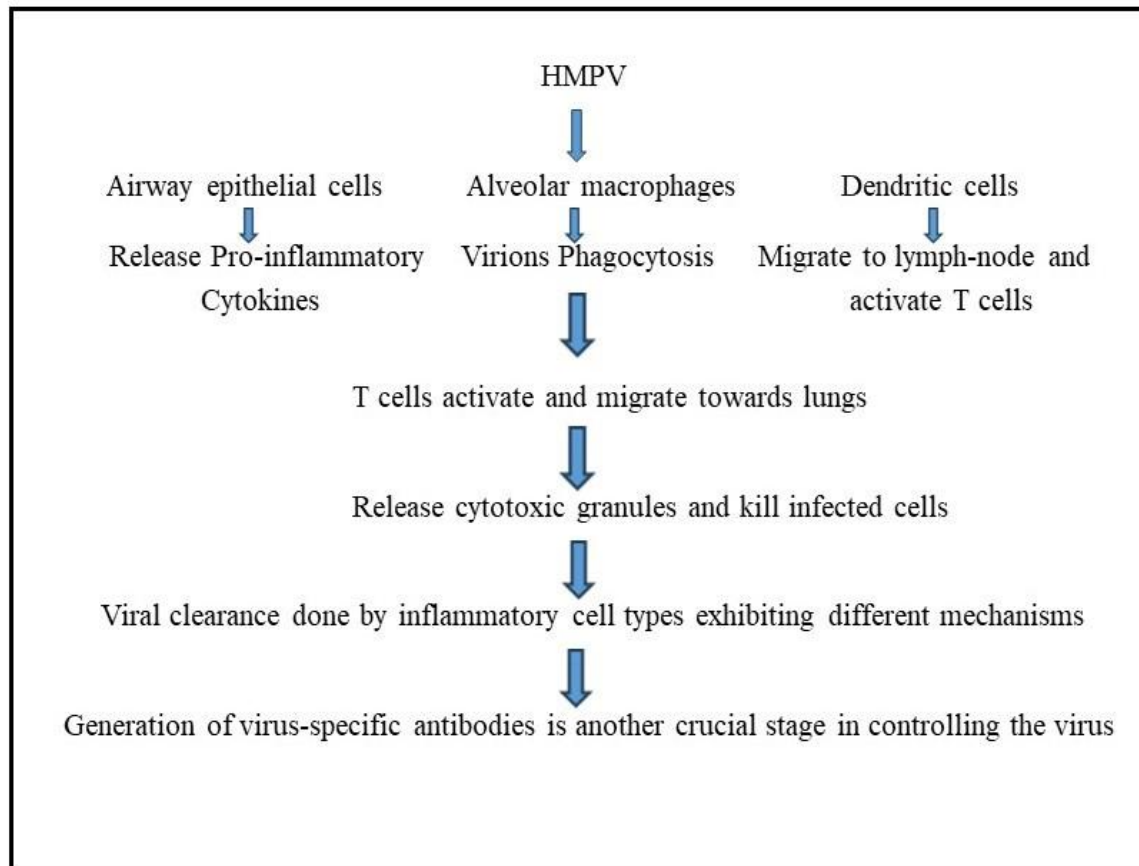 HMPV
Airway epithelial cells
Alveolar macrophages
Dendritic cells
Release Pro-inflammatory
Cytokines
Virions Phagocytosis
Migrate to lymph-node and
activate T cells
T cells activate and migrate towards lungs
Release cytotoxic granules and kill infected cells
Viral clearance done by inflammatory cell types exhibiting different mechanisms
Generation of virus-specific antibodies is another crucial stage in controlling the virus